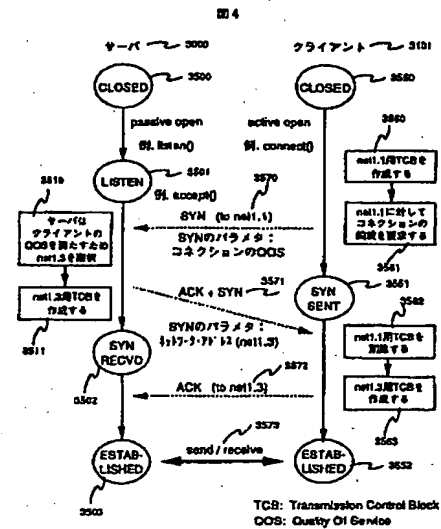 図4
サーバ 3000
クライアント 3101
CLOSED 3500
CLOSED 3550
passive open
例. listen()
active open
例. connect()
3560
net1.1用TCBを
作成する
LISTEN 3501
例. accept()
3570
SYN (to net1.1)
SYNのパラメタ:
コネクションのQOS
3510
サーバは
クライアントの
QOSを満たすため
net1.3を選択
net1.1に対して
コネクションの
確立を要求する
3561
net1.3用TCBを
作成する
3511
ACK + SYN 3571
SYN
SENT
3551
SYNのパラメタ:
ネットワーク・アドレス(net1.3)
3562
net1.1用TCBを
削除する
SYN
RECVD
3502
3572
ACK (to net1.3)
net1.3用TCBを
作成する
3563
3573
send / receive
ESTAB-
LISHED
3503
ESTAB-
LISHED
3552
TCB: Transmission Control Block
QOS: Quality Of Service